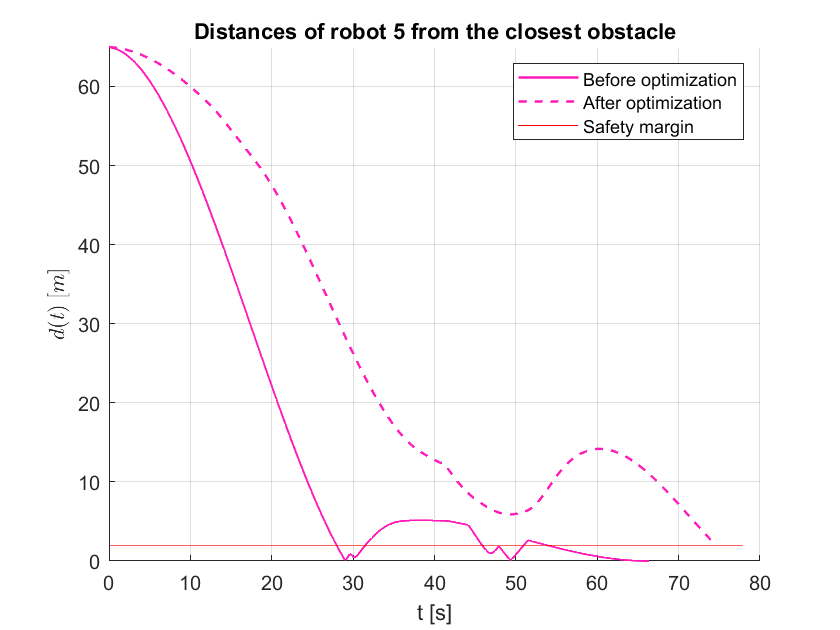 Distances of robot 5 from the closest obstacle
Before optimization
After optimization
Safety margin
d(t) [m]
60
50
40
30
20
10
0
0 10 20 30 40 50 60 70 80
t [s]